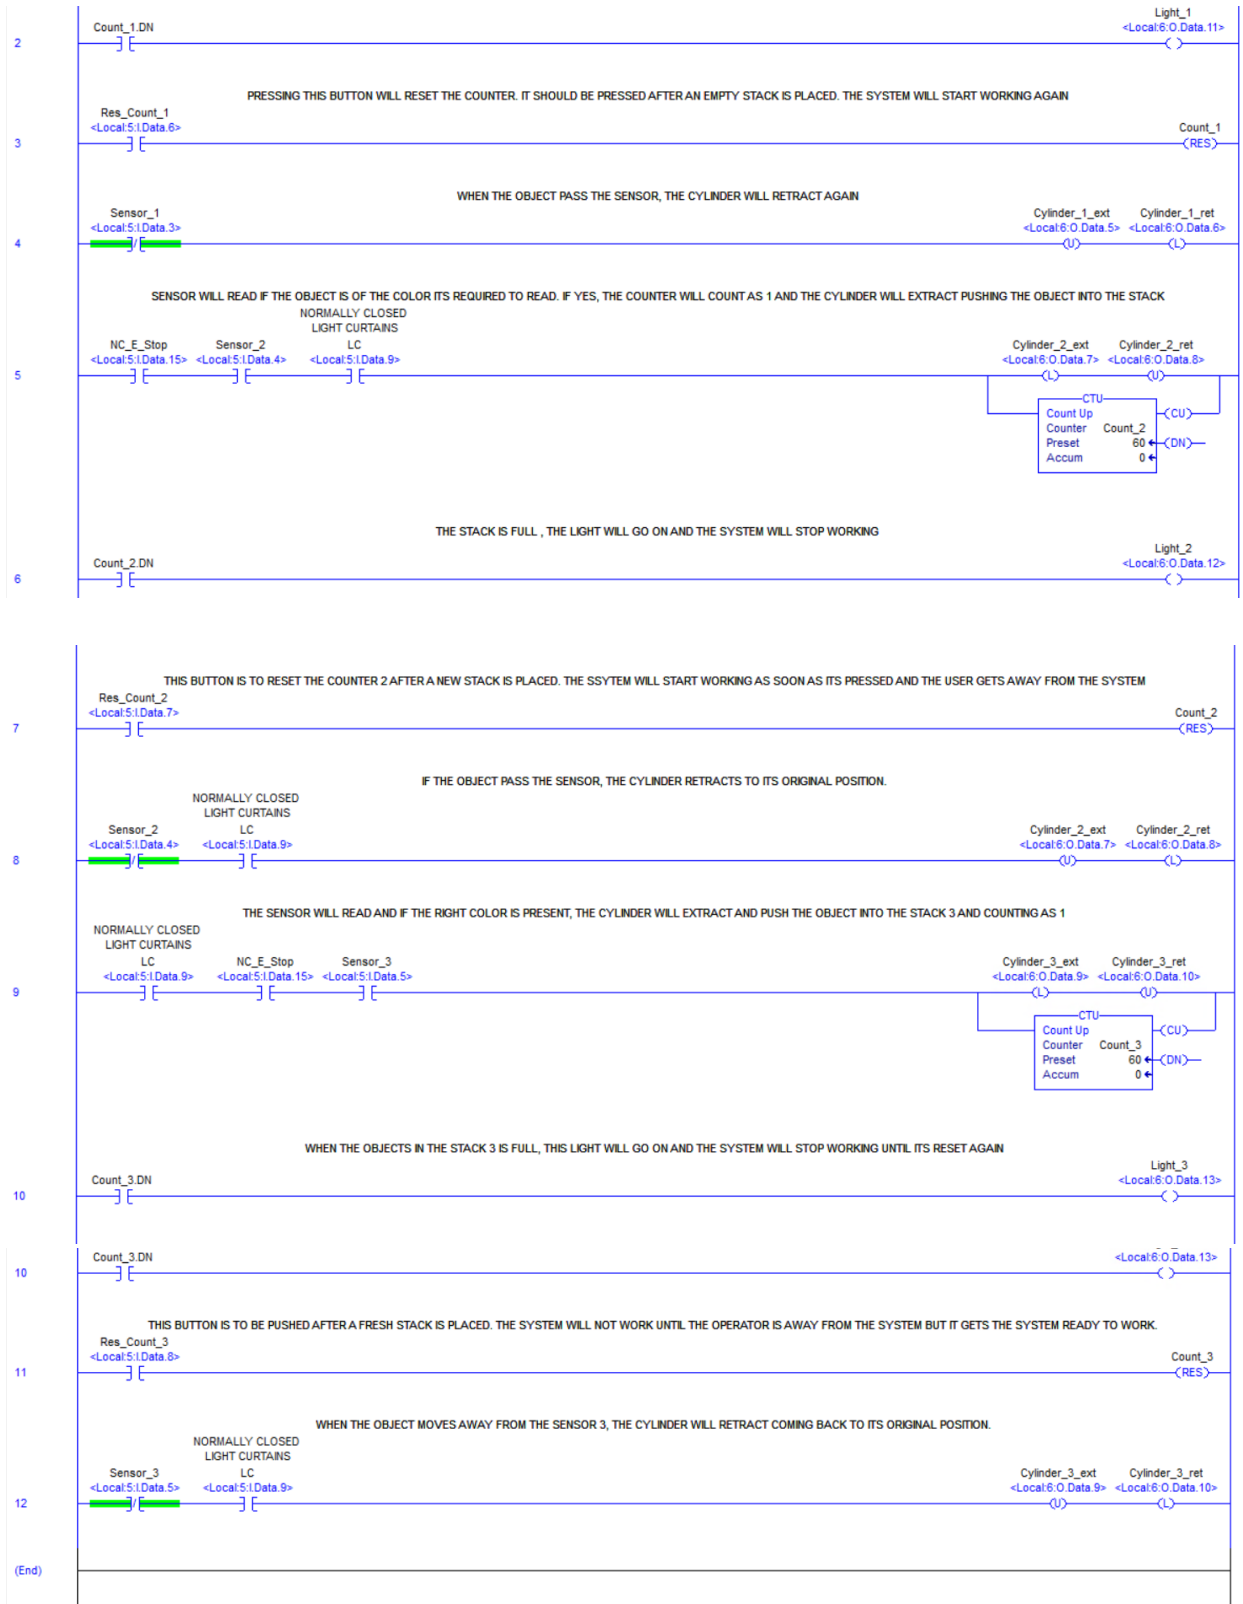 Light_1
Count_1.DN
<Local:6:O.Data.11>
2
PRESSING THIS BUTTON WILL RESET THE COUNTER. IT SHOULD BE PRESSED AFTER AN EMPTY STACK IS PLACED. THE SYSTEM WILL START WORKING AGAIN
Res_Count_1
<Local:5:I.Data.6>
Count_1
3
RES
WHEN THE OBJECT PASS THE SENSOR, THE CYLINDER WILL RETRACT AGAIN
Sensor_1 Cylinder_1_ext Cylinder_1_ret
<Local:5:I.Data.3> <Local:6:O.Data.5> <Local:6:O.Data.6>
4 U L
SENSOR WILL READ IF THE OBJECT IS OF THE COLOR ITS REQUIRED TO READ. IF YES, THE COUNTER WILL COUNT AS 1 AND THE CYLINDER WILL EXTRACT PUSHING THE OBJECT INTO THE STACK
NORMALLY CLOSED
LIGHT CURTAINS
NC_E_Stop Sensor_2 LC Cylinder_2_ext Cylinder_2_ret
<Local:5:I.Data.15> <Local:5:I.Data.4> <Local:5:I.Data.9> <Local:6:O.Data.7> <Local:6:O.Data.8>
5 L U
CTU
Count Up CU
Counter Count_2
Preset 60 DN
Accum 0
THE STACK IS FULL , THE LIGHT WILL GO ON AND THE SYSTEM WILL STOP WORKING
Light_2
Count_2.DN <Local:6:O.Data.12>
6
THIS BUTTON IS TO RESET THE COUNTER 2 AFTER A NEW STACK IS PLACED. THE SSYTEM WILL START WORKING AS SOON AS ITS PRESSED AND THE USER GETS AWAY FROM THE SYSTEM
Res_Count_2
<Local:5:I.Data.7> Count_2
7 RES
IF THE OBJECT PASS THE SENSOR, THE CYLINDER RETRACTS TO ITS ORIGINAL POSITION.
NORMALLY CLOSED
LIGHT CURTAINS
Sensor_2 LC Cylinder_2_ext Cylinder_2_ret
<Local:5:I.Data.4> <Local:5:I.Data.9> <Local:6:O.Data.7> <Local:6:O.Data.8>
8 U L
THE SENSOR WILL READ AND IF THE RIGHT COLOR IS PRESENT, THE CYLINDER WILL EXTRACT AND PUSH THE OBJECT INTO THE STACK 3 AND COUNTING AS 1
NORMALLY CLOSED
LIGHT CURTAINS
LC NC_E_Stop Sensor_3 Cylinder_3_ext Cylinder_3_ret
<Local:5:I.Data.9> <Local:5:I.Data.15> <Local:5:I.Data.5> <Local:6:O.Data.9> <Local:6:O.Data.10>
9 L U
CTU
Count Up CU
Counter Count_3
Preset 60 DN
Accum 0
WHEN THE OBJECTS IN THE STACK 3 IS FULL, THIS LIGHT WILL GO ON AND THE SYSTEM WILL STOP WORKING UNTIL ITS RESET AGAIN
Light_3
Count_3.DN <Local:6:O.Data.13>
10
Count_3.DN <Local:6:O.Data.13>
10
THIS BUTTON IS TO BE PUSHED AFTER A FRESH STACK IS PLACED. THE SYSTEM WILL NOT WORK UNTIL THE OPERATOR IS AWAY FROM THE SYSTEM BUT IT GETS THE SYSTEM READY TO WORK.
Res_Count_3
<Local:5:I.Data.8> Count_3
11 RES
WHEN THE OBJECT MOVES AWAY FROM THE SENSOR 3, THE CYLINDER WILL RETRACT COMING BACK TO ITS ORIGINAL POSITION.
NORMALLY CLOSED
LIGHT CURTAINS
Sensor_3 LC Cylinder_3_ext Cylinder_3_ret
<Local:5:I.Data.5> <Local:5:I.Data.9> <Local:6:O.Data.9> <Local:6:O.Data.10>
12 U L
(End)